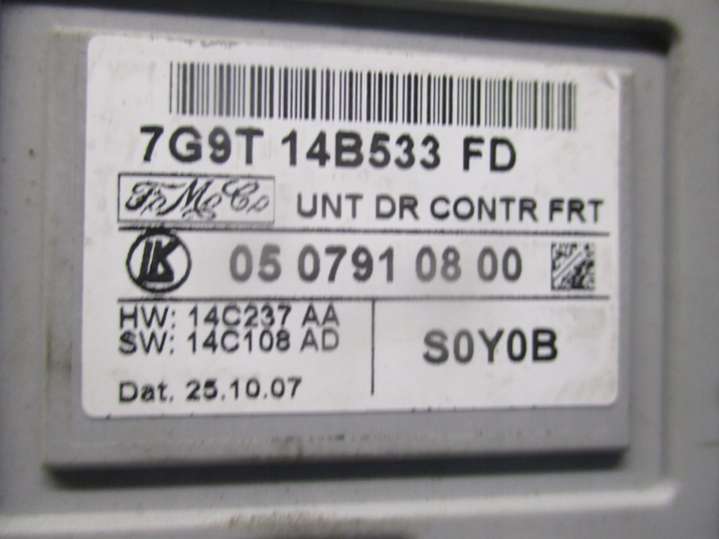 7G9T 14B533 FD
FoMoCo UNT DR CONTR FRT
LK 05 0791 08 00
HW: 14C237 AA
SW: 14C108 AD
S0Y0B
Dat. 25.10.07